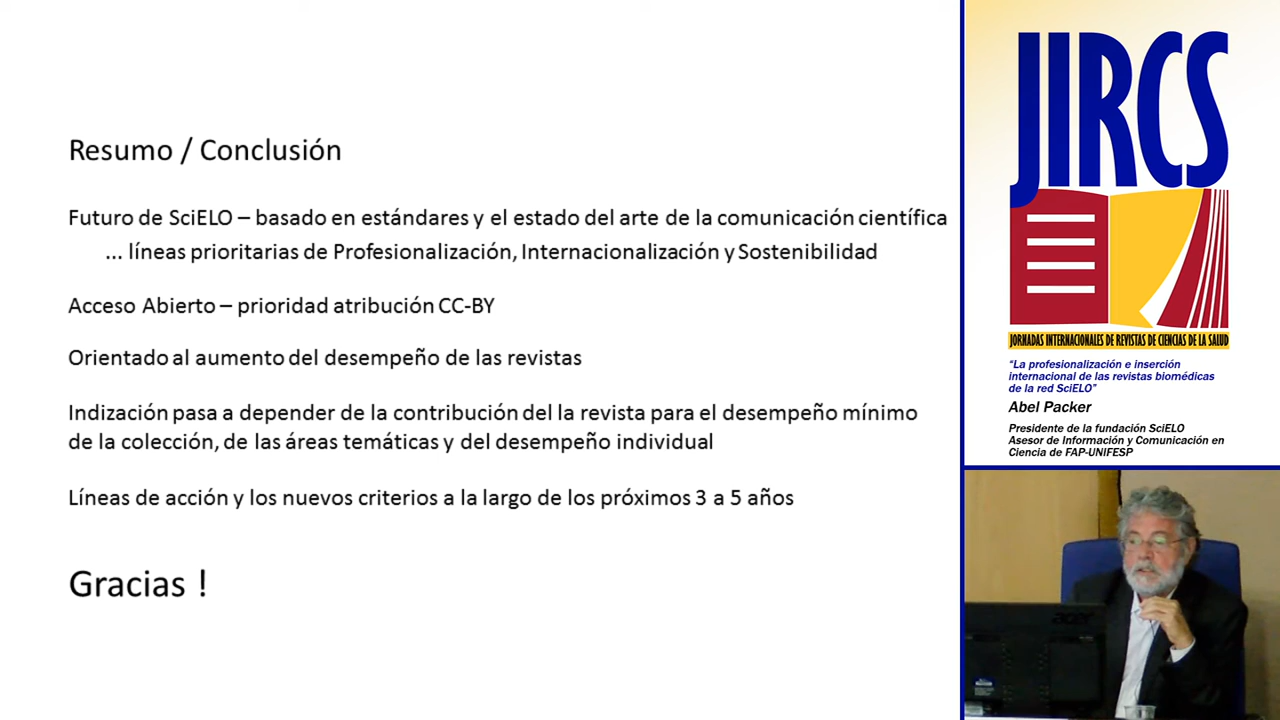 Resumo / Conclusión
Futuro de SciELO – basado en estándares y el estado del arte de la comunicación científica
... líneas prioritarias de Profesionalización, Internacionalización y Sostenibilidad
Acceso Abierto – prioridad atribución CC-BY
Orientado al aumento del desempeño de las revistas
Indización pasa a depender de la contribución del la revista para el desempeño mínimo
de la colección, de las áreas temáticas y del desempeño individual
Líneas de acción y los nuevos criterios a la largo de los próximos 3 a 5 años
Gracias !
JIRCS
JORNADAS INTERNACIONALES DE REVISTAS DE CIENCIAS DE LA SALUD
"La profesionalización e inserción
internacional de las revistas biomédicas
de la red SciELO"
Abel Packer
Presidente de la fundación SciELO
Asesor de Información y Comunicación en
Ciencia de FAP-UNIFESP
acer